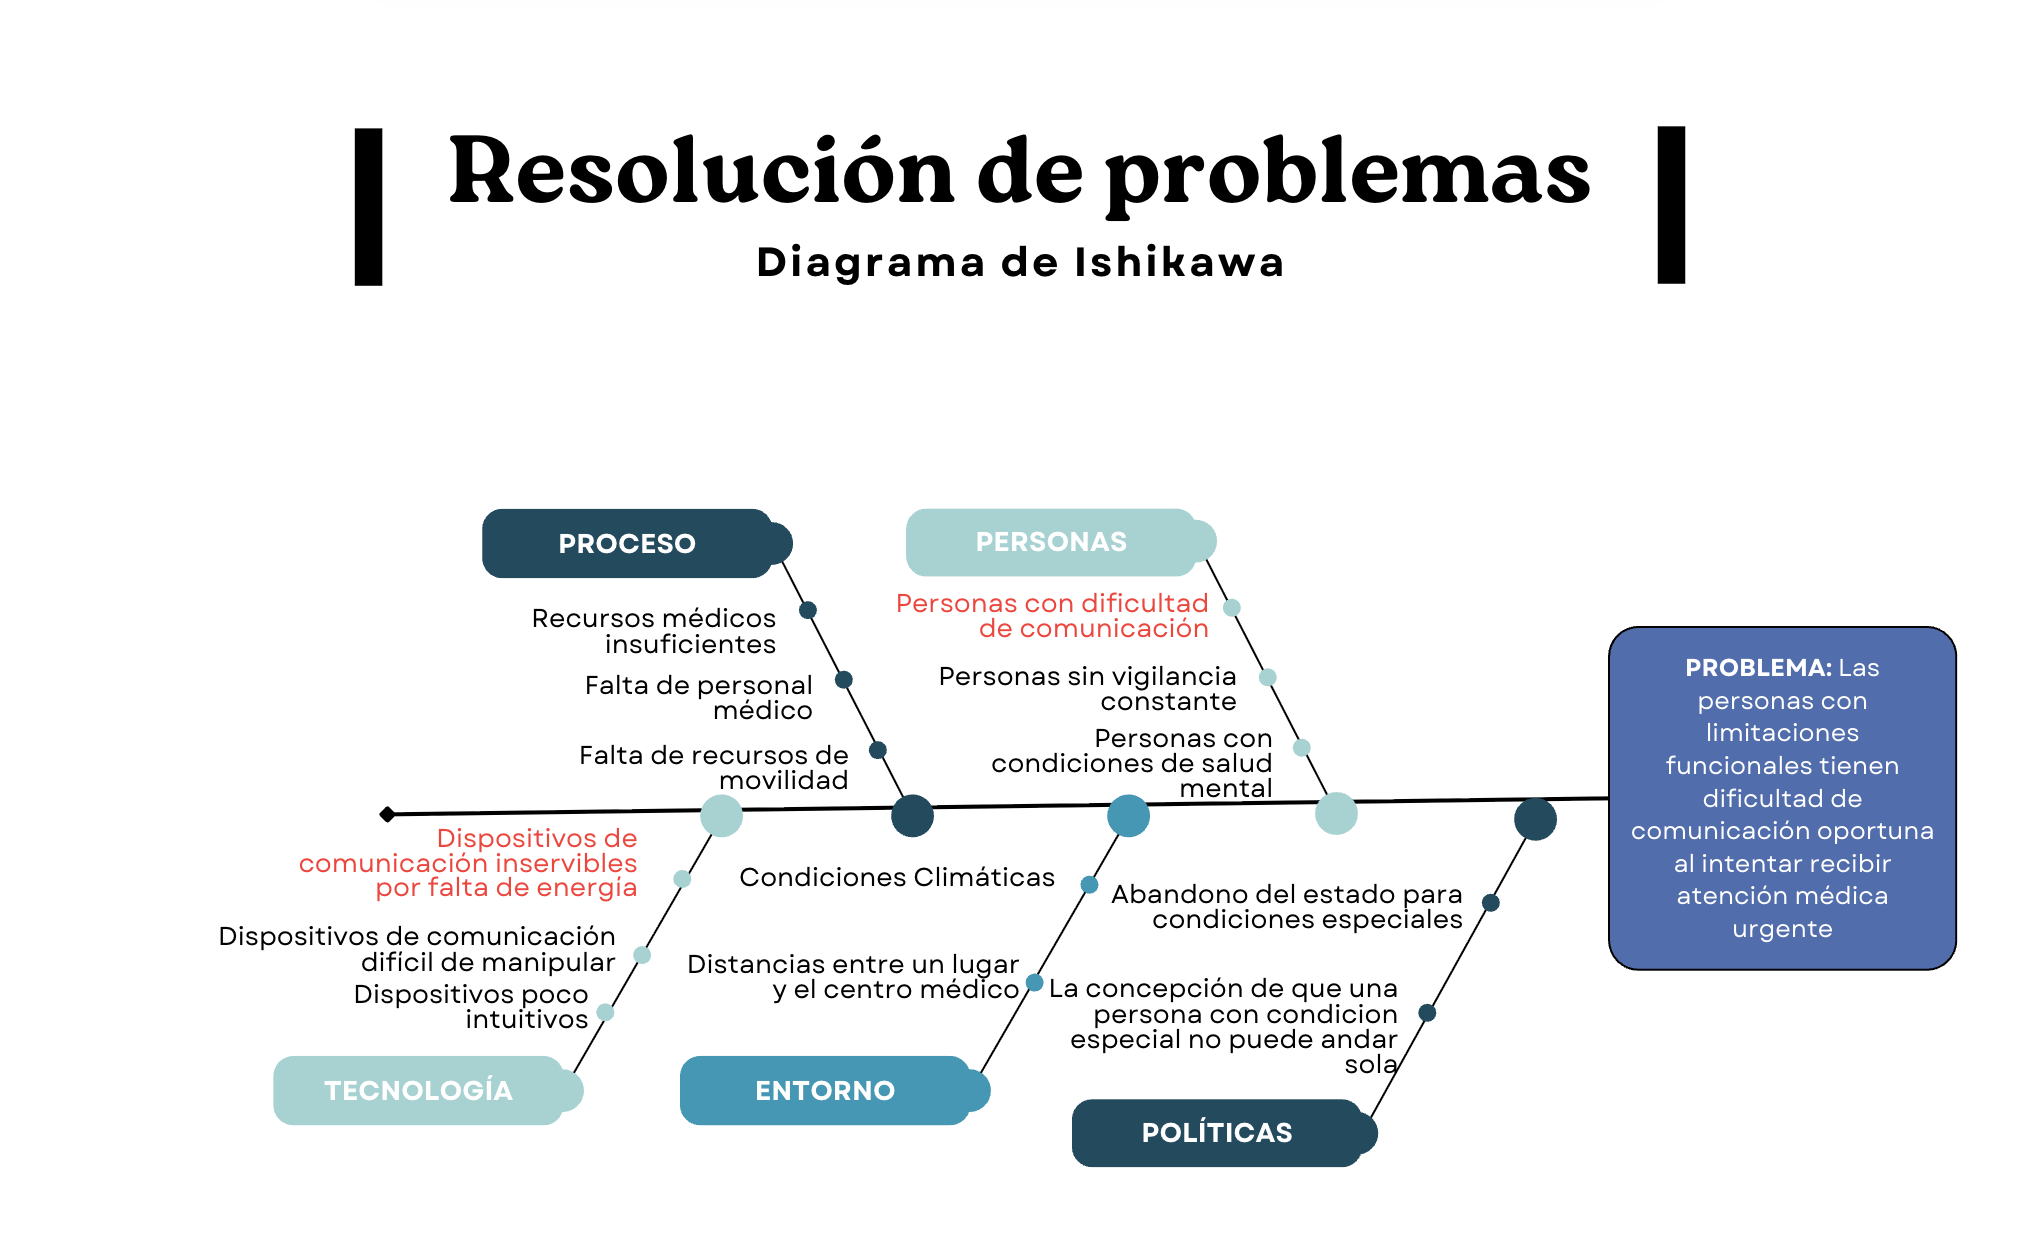 Resolución de problemas
Diagrama de Ishikawa
PROCESO
Recursos médicos
insuficientes
Falta de personal
médico
Falta de recursos de
movilidad
PERSONAS
Personas con dificultad
de comunicación
Personas sin vigilancia
constante
Personas con
condiciones de salud
mental
PROBLEMA: Las
personas con
limitaciones
funcionales tienen
dificultad de
comunicación oportuna
al intentar recibir
atención médica
urgente
Dispositivos de
comunicación inservibles
por falta de energía
Dispositivos de comunicación
difícil de manipular
Dispositivos poco
intuitivos
TECNOLOGÍA
Condiciones Climáticas
Distancias entre un lugar
y el centro médico
ENTORNO
Abandono del estado para
condiciones especiales
La concepción de que una
persona con condicion
especial no puede andar
sola
POLÍTICAS